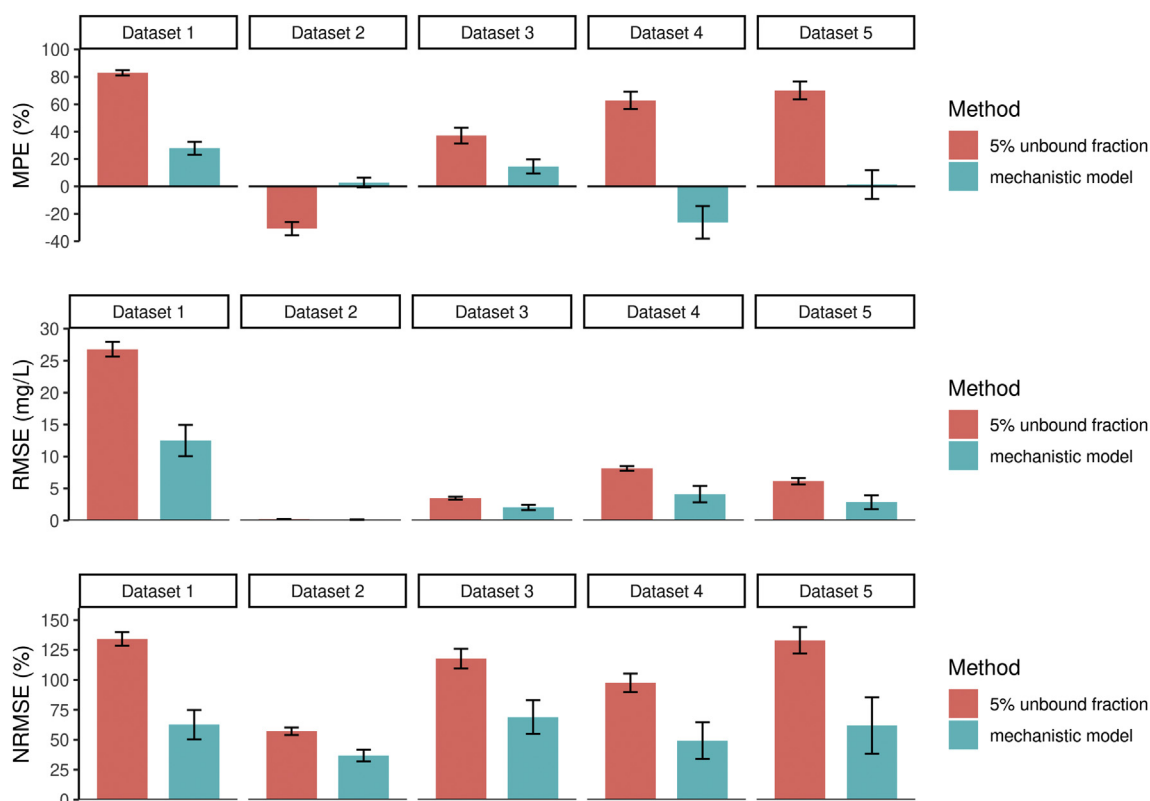 Dataset 1 Dataset 2 Dataset 3 Dataset 4 Dataset 5
100
80
60
40
20
0
-20
-40
MPE (%)
Method
5% unbound fraction
mechanistic model
Dataset 1 Dataset 2 Dataset 3 Dataset 4 Dataset 5
30
25
20
15
10
5
0
RMSE (mg/L)
Method
5% unbound fraction
mechanistic model
Dataset 1 Dataset 2 Dataset 3 Dataset 4 Dataset 5
150
125
100
75
50
25
0
NRMSE (%)
Method
5% unbound fraction
mechanistic model